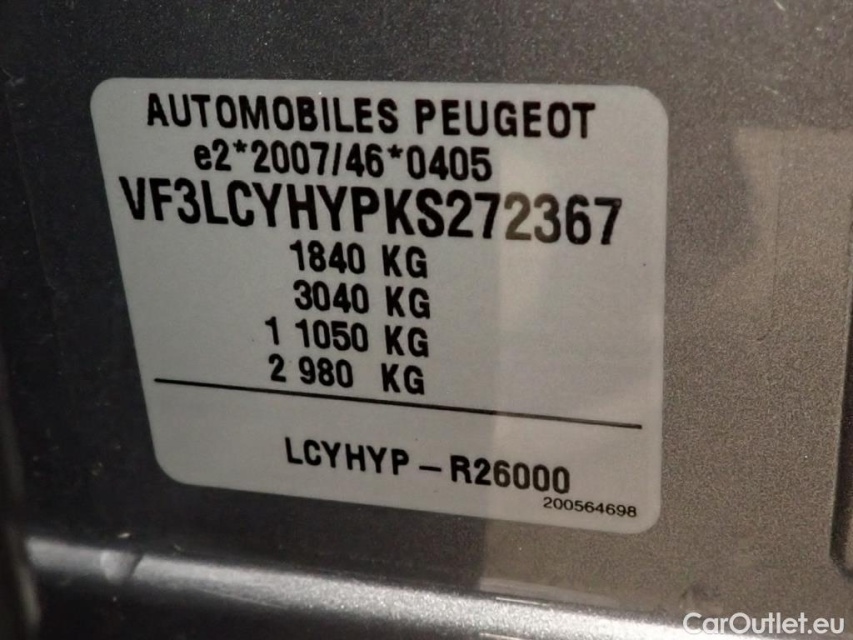 AUTOMOBILES PEUGEOT
e2*2007/46*0405
VF3LCYHYPKS272367
1840 KG
3040 KG
1 1050 KG
2 980 KG
LCYHYP – R26000
200564698
CarOutlet.eu